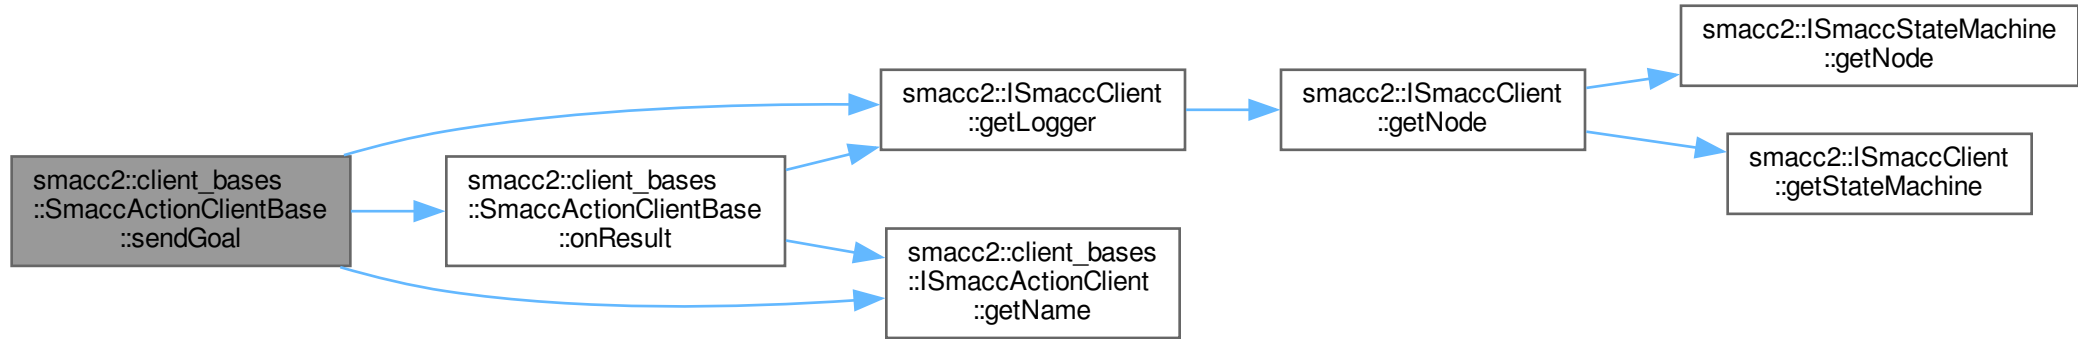 smacc2::client_bases
::SmaccActionClientBase
::sendGoal
smacc2::client_bases
::SmaccActionClientBase
::onResult
smacc2::ISmaccClient
::getLogger
smacc2::client_bases
::ISmaccActionClient
::getName
smacc2::ISmaccClient
::getNode
smacc2::ISmaccStateMachine
::getNode
smacc2::ISmaccClient
::getStateMachine